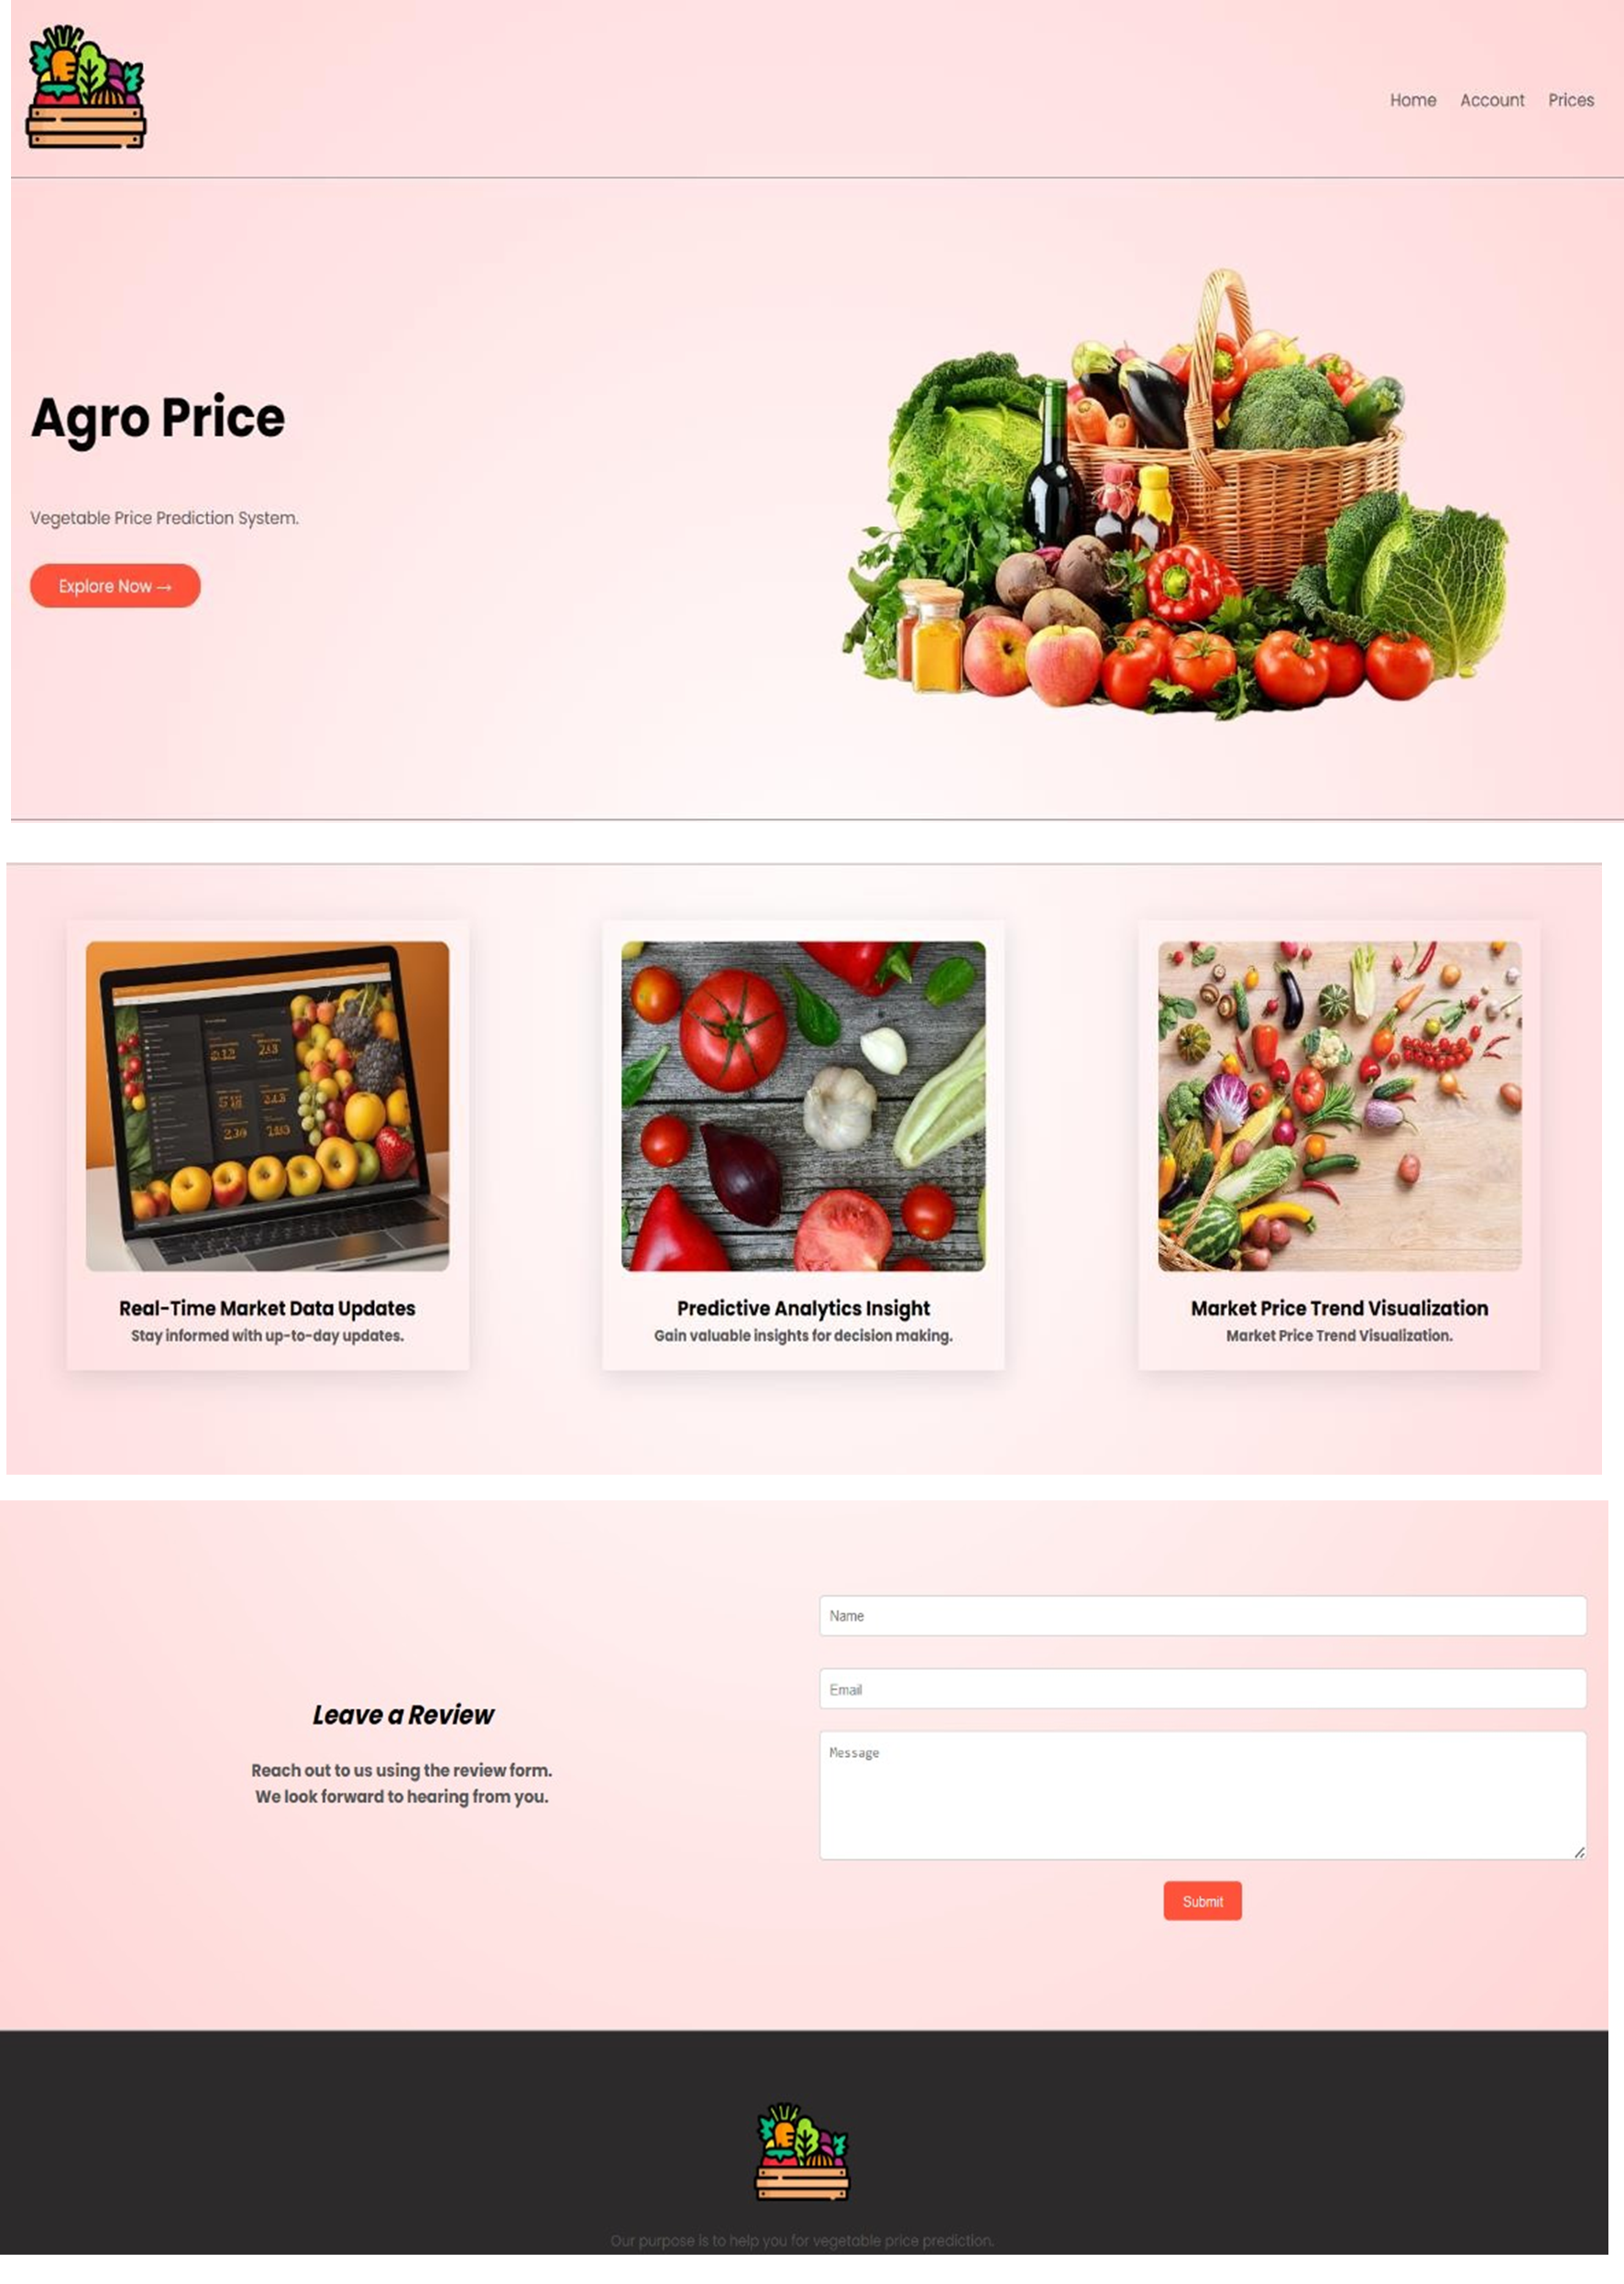 Home Account Prices
Agro Price
Vegetable Price Prediction System.
Explore Now →
Real-Time Market Data Updates
Stay informed with up-to-day updates.
Predictive Analytics Insight
Gain valuable insights for decision making.
Market Price Trend Visualization
Market Price Trend Visualization.
Leave a Review
Reach out to us using the review form.
We look forward to hearing from you.
Name
Email
Message
Submit
Our purpose is to help you for vegetable price prediction.